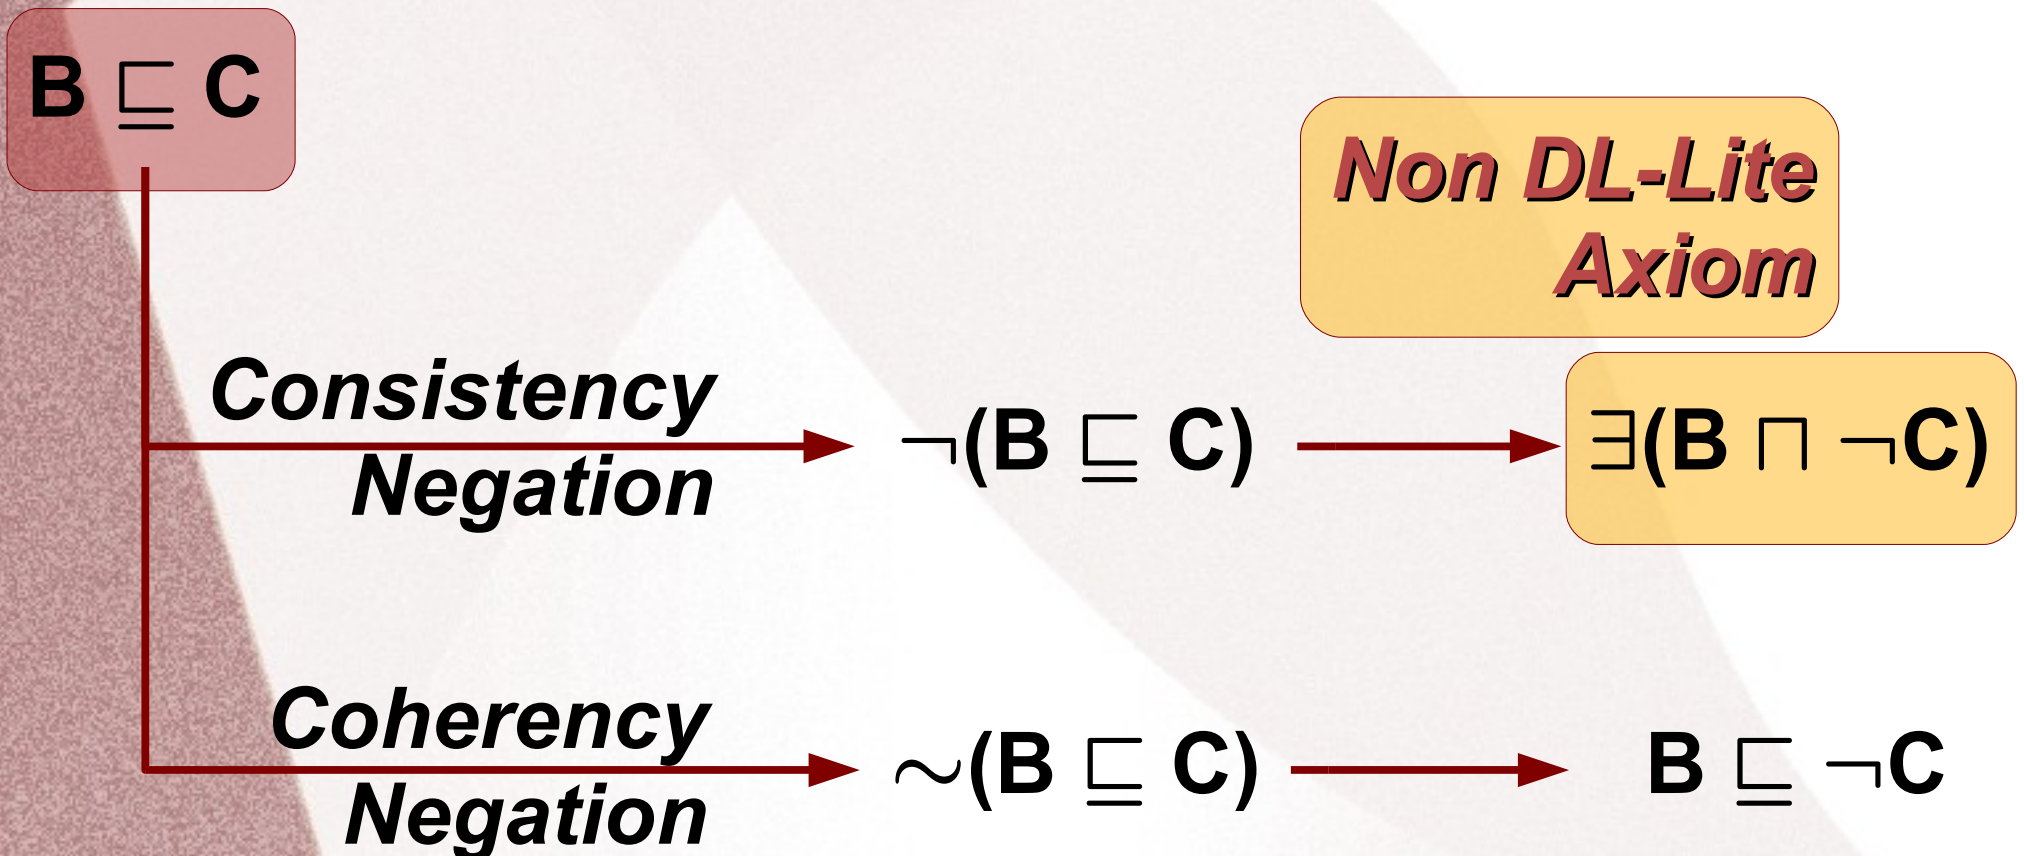 B ⊑ C
Non DL-Lite
Axiom
Consistency
Negation
¬(B ⊑ C)
∃(B ⊓ ¬C)
Coherency
Negation
~(B ⊑ C)
B ⊑ ¬C